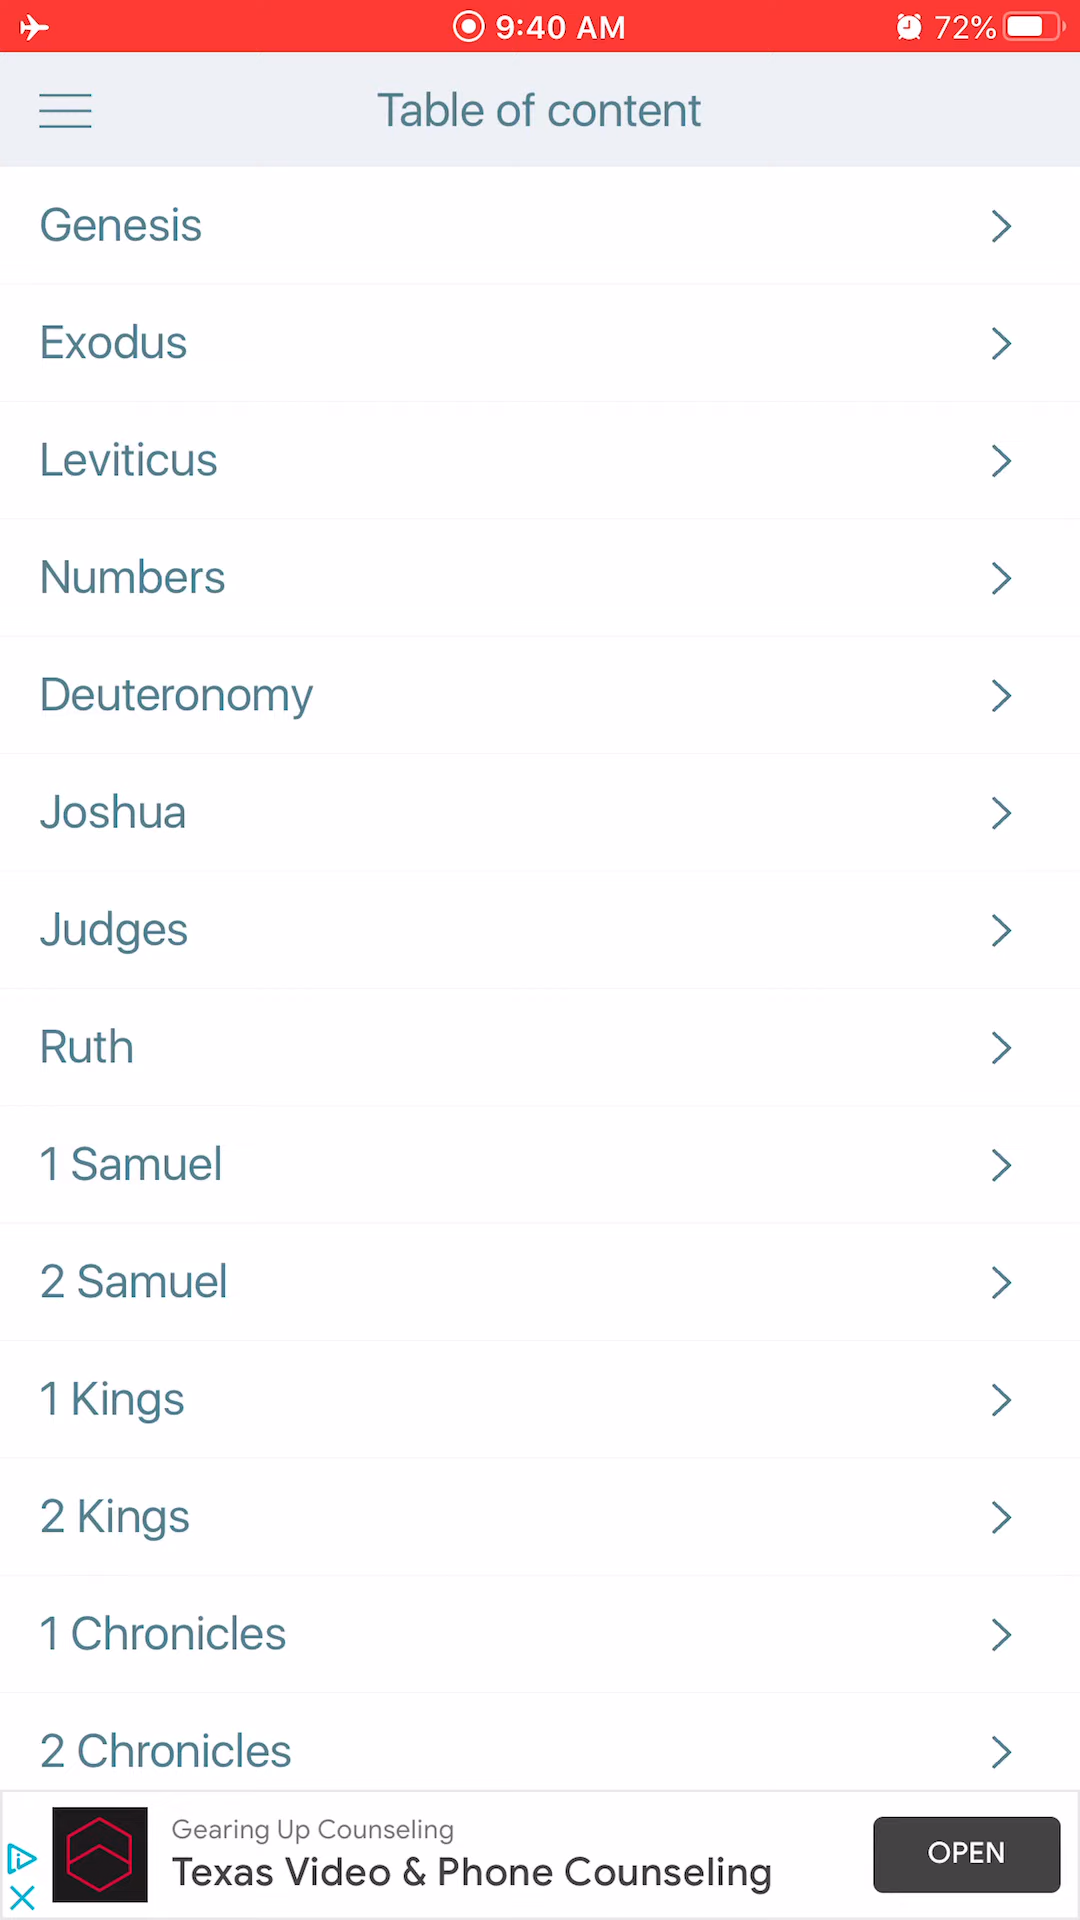 9:40 AM 72%
Table of content
Genesis
Exodus
Leviticus
Numbers
Deuteronomy
Joshua
Judges
Ruth
1 Samuel
2 Samuel
1 Kings
2 Kings
1 Chronicles
2 Chronicles
Gearing Up Counseling
Texas Video & Phone Counseling
OPEN